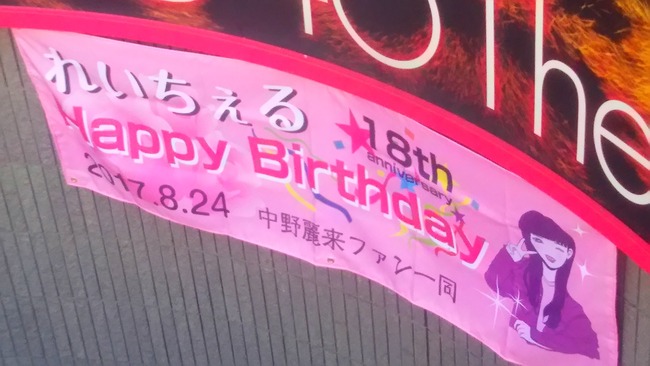 the
れいちぇる
18th
anniversary
Happy Birthday
2017.8.24
中野麗来ファン一同